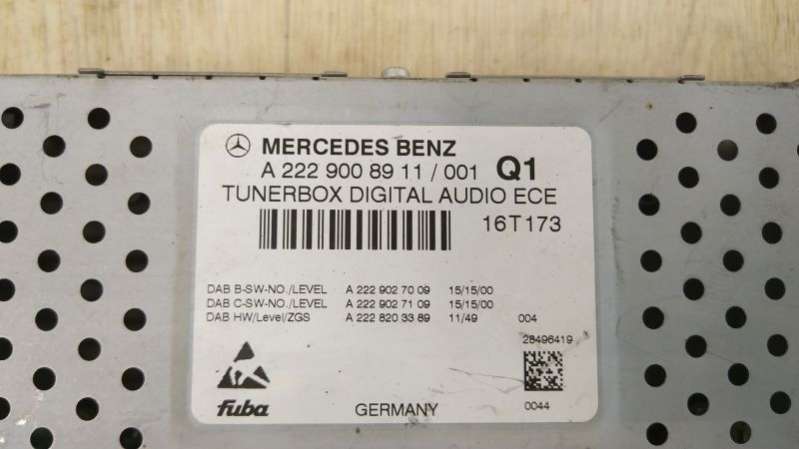 MERCEDES BENZ
A 222 900 89 11 / 001 Q1
TUNERBOX DIGITAL AUDIO ECE
16T173
DAB B-SW-NO./LEVEL A 222 902 70 09 15/15/00
DAB C-SW-NO./LEVEL A 222 902 71 09 15/15/00
DAB HW/Level/ZGS A 222 820 33 89 11/49 004
28496419
fuba GERMANY 0044